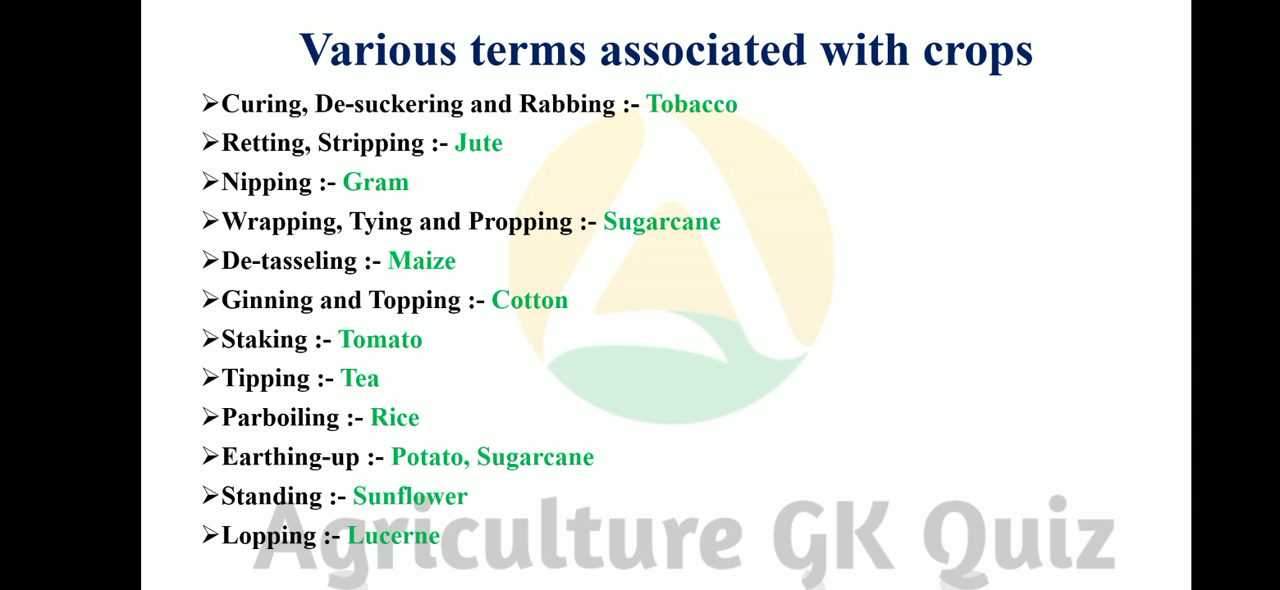 Various terms associated with crops
➢Curing, De-suckering and Rabbing :- Tobacco
➢Retting, Stripping :- Jute
➢Nipping :- Gram
➢Wrapping, Tying and Propping :- Sugarcane
➢De-tasseling :- Maize
➢Ginning and Topping :- Cotton
➢Staking :- Tomato
➢Tipping :- Tea
➢Parboiling :- Rice
➢Earthing-up :- Potato, Sugarcane
➢Standing :- Sunflower
➢Lopping :- Lucerne
Agriculture GK Quiz